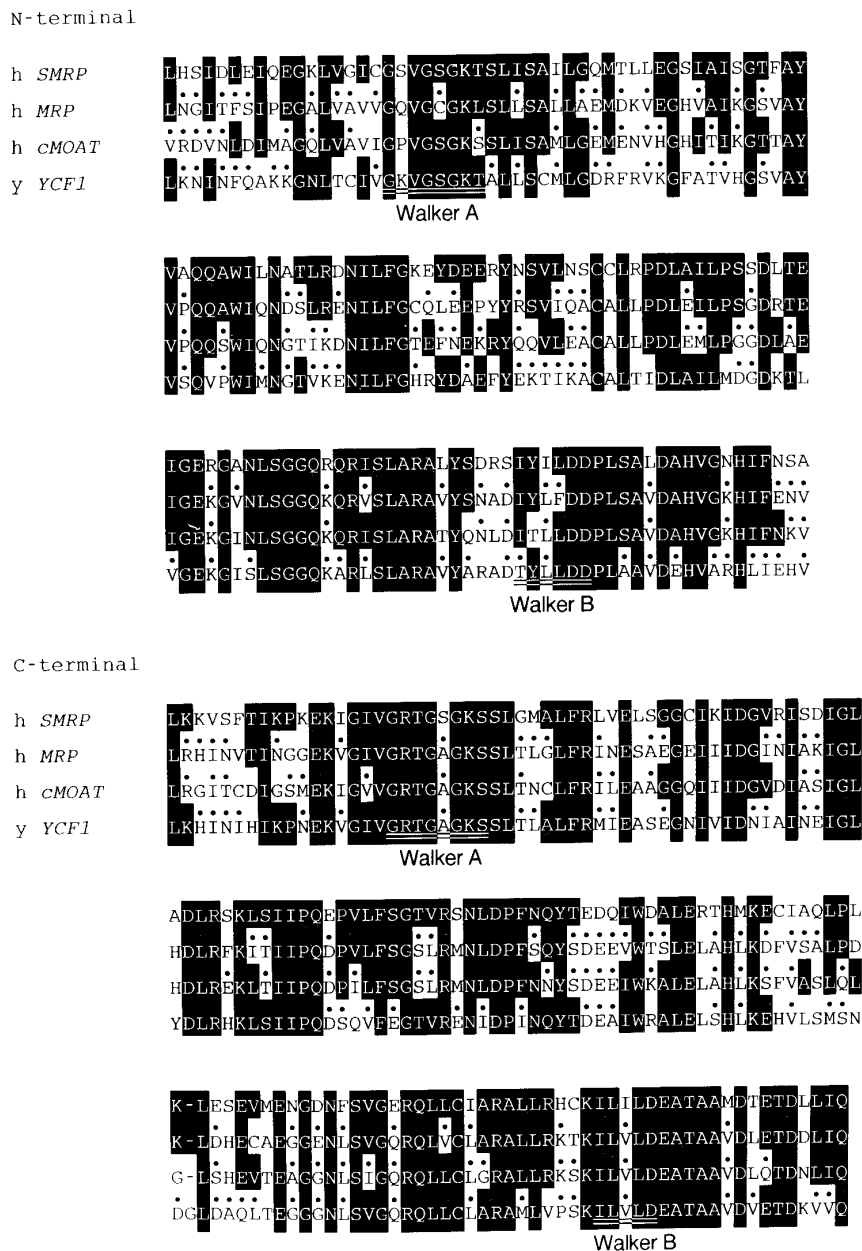 N-terminal
h SMRP LHSIDLEIQEGKLVGICGSVGSGKTSLISAILGQMTLLEGSIAISGTFAY
h MRP LNGITFSIPEGALVAVVGQVGCGKLSLLSALLAEMDKVEGHVAIKGSVAY
h cMOAT VRDVNLDIMAGQLVAVIGPVGSGKSSLISAMLGEMENVHGHITIKGTTAY
y YCF1 LKNINFQAKKGNLTCIVGKVGSGKTALLSCMLGDRFRVKGFATVHGSVAY
Walker A
VAQQAWILNATLRDNILFGKEYDEERYNSVLNSCCLRPDLAILPSSDLTE
VPQQAWIQNDSLRENILFGCQLEEPYYRSVIQACALLPDLEILPSGDRTE
VPQQSWIQNGTIKDNILFGTEFNEKRYQQVLEACALLPDLEMLPGGDLAE
VSQVPWIMNGTVKENILFGHRYDAEFYEKTIKACALTIDLAILMDGDKTL
IGERGANLSGGQRQRISLARALYSDRSIYILDDPLSALDAHVGNHIFNSA
IGEKGVNLSGGQKQRVSLARAVYSNADIYLFDDPLSAVDAHVGKHIFENV
IGEKGINLSGGQKQRISLARATYQNLDITLLDDPLSAVDAHVGKHIFNKV
VGEKGISLSGGQKARLSLARAVYARADTYLLDDPLAAVDEHVARHLIEHV
Walker B
C-terminal
h SMRP LKKVSFTIKPKEKIGIVGRTGSGKSSLGMALFRLVELSGGCIKIDGVRISDIGL
h MRP LRHINVTINGGEKVGIVGRTGAGKSSLTLGLFRINESAEGEIIIDGINIAKIGL
h cMOAT LRGITCDIGSMEKIGVVGRTGAGKSSLTNCLFRILEAAGGQIIIDGVDIASIGL
y YCF1 LKHINIHIKPNEKVGIVGRTGAGKSSLTLALFRMIEASEGNIVIDNIAINEIGL
Walker A
ADLRSKLSIIPQEPVLFSGTVRSNLDPFNQYTEDQIWDALERTHMKECIAQLPL
HDLRFKITIIPQDPVLFSGSLRMNLDPFSQYSDEEVWTSLELAHLKDFVSALPD
HDLREKLTIIPQDPILFSGSLRMNLDPFNNYSDEEIWKALELAHLKSFVASLQL
YDLRHKLSIIPQDSQVFEGTVRENIDPINQYTDEAIWRALELSHLKEHVLSMSN
K-LESEVMENGDNFSVGERQLLCIARALLRHCKILILDEATAAMDTETDLLIQ
K-LDHECAEGGENLSVGQRQLVCLARALLRKTKILVLDEATAAVDLETDDLIQ
G-LSHEVTEAGGNLSIGQRQLLCLGRALLRKSKILVLDEATAAVDLQTDNLIQ
DGLDAQLTEGGGNLSVGQRQLLCLARAMLVPSKILVLDEATAAVDVETDKVVQ
Walker B